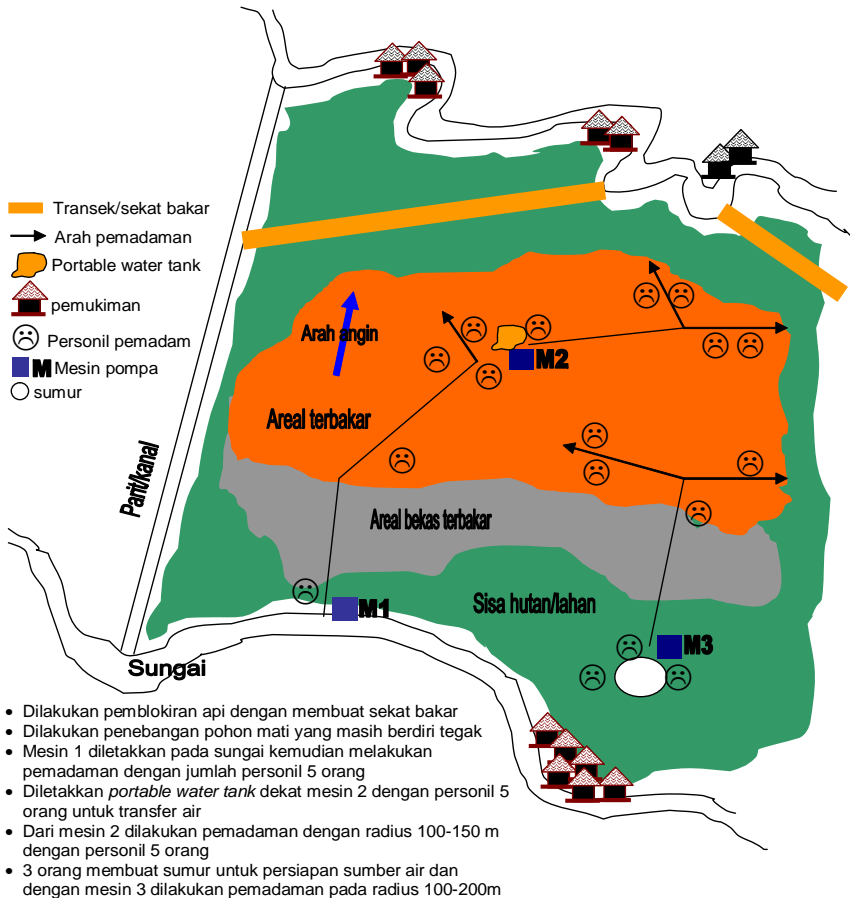 Transek/sekat bakar
Arah pemadaman
Portable water tank
pemukiman
Personil pemadam
M Mesin pompa
sumur
Arah angin
M2
Areal terbakar
Parit/kanal
Areal bekas terbakar
Sisa hutan/lahan
M1
M3
Sungai
• Dilakukan pemblokiran api dengan membuat sekat bakar
• Dilakukan penebangan pohon mati yang masih berdiri tegak
• Mesin 1 diletakkan pada sungai kemudian melakukan
pemadaman dengan jumlah personil 5 orang
• Diletakkan portable water tank dekat mesin 2 dengan personil 5
orang untuk transfer air
• Dari mesin 2 dilakukan pemadaman dengan radius 100-150 m
dengan personil 5 orang
• 3 orang membuat sumur untuk persiapan sumber air dan
dengan mesin 3 dilakukan pemadaman pada radius 100-200m